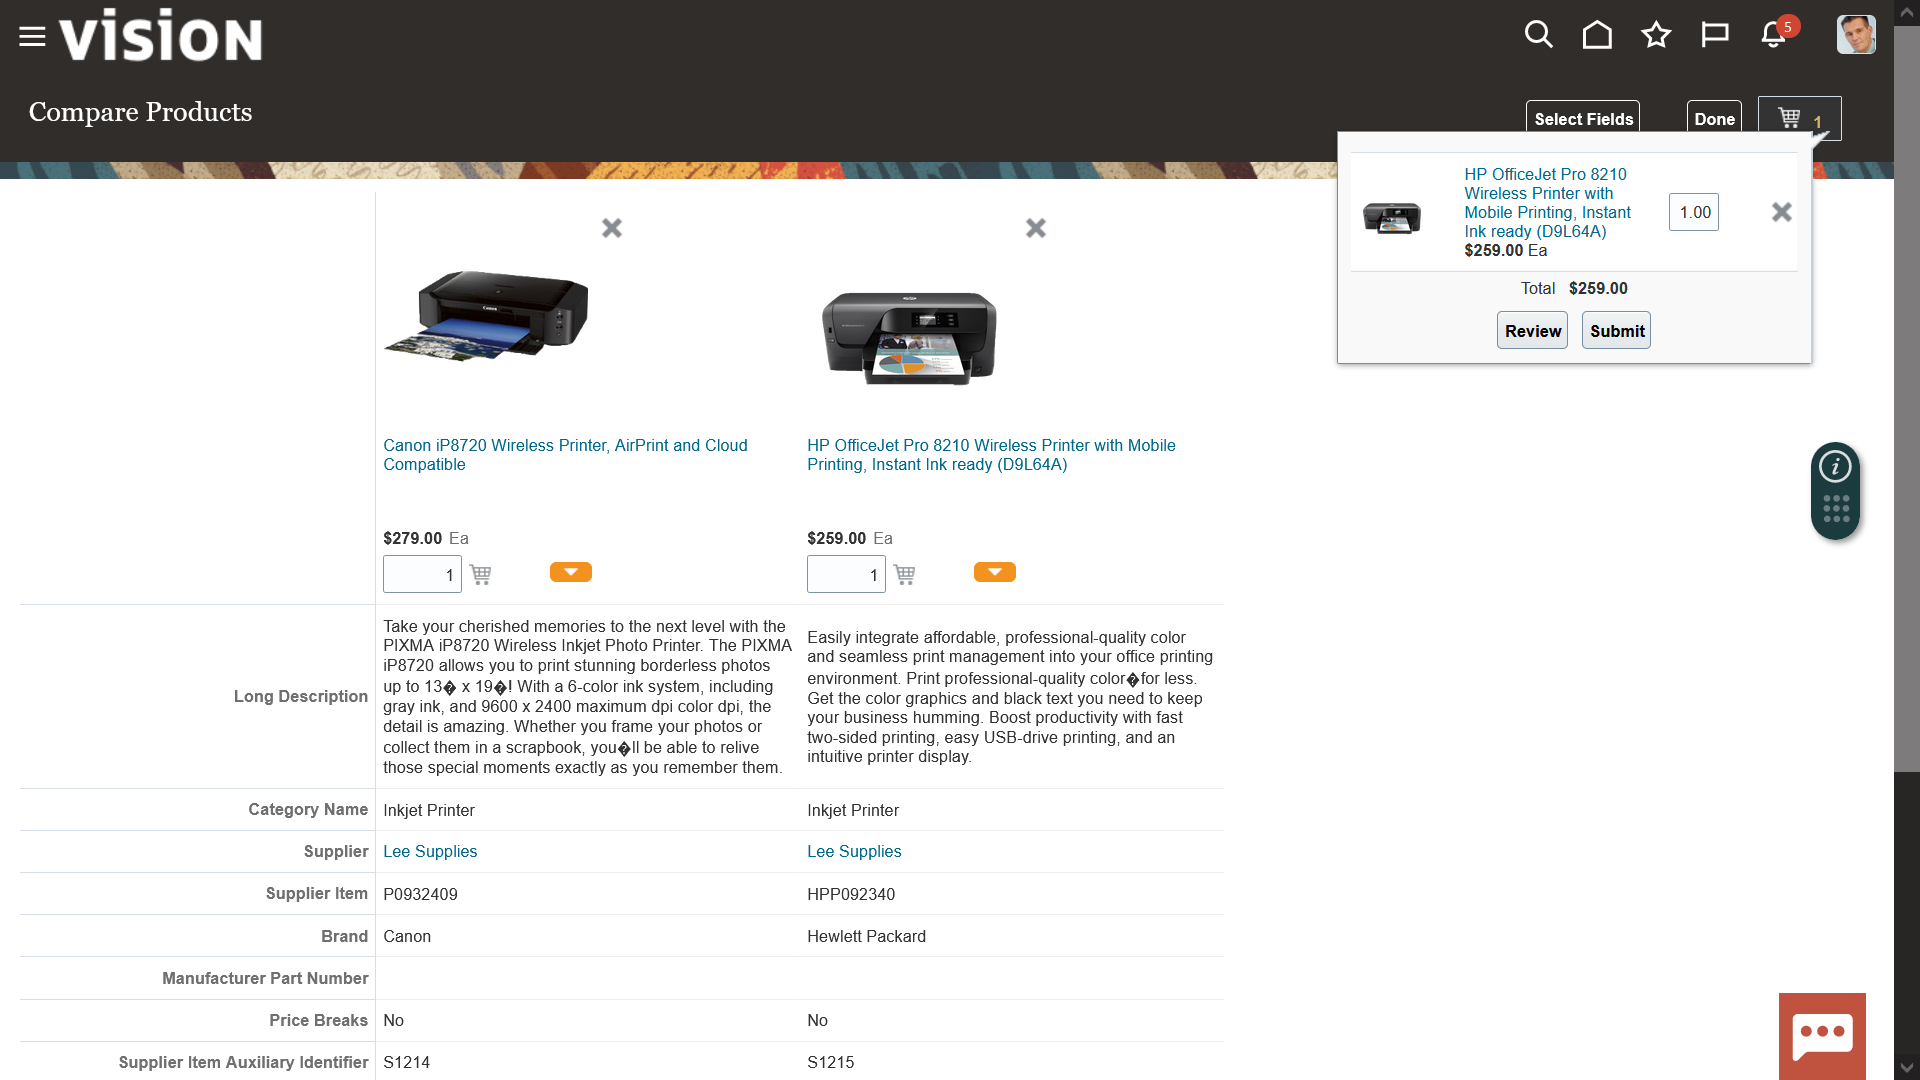 vision
5
Compare Products
Select Fields
Done
1
HP OfficeJet Pro 8210
Wireless Printer with
Mobile Printing, Instant
Ink ready (D9L64A)
$259.00 Ea
1.00
Total $259.00
Review
Submit
Canon iP8720 Wireless Printer, AirPrint and Cloud
Compatible
$279.00 Ea
1
HP OfficeJet Pro 8210 Wireless Printer with Mobile
Printing, Instant Ink ready (D9L64A)
$259.00 Ea
1
Long Description
Take your cherished memories to the next level with the
PIXMA iP8720 Wireless Inkjet Photo Printer. The PIXMA
iP8720 allows you to print stunning borderless photos
up to 13� x 19�! With a 6-color ink system, including
gray ink, and 9600 x 2400 maximum dpi color dpi, the
detail is amazing. Whether you frame your photos or
collect them in a scrapbook, you�ll be able to relive
those special moments exactly as you remember them.
Easily integrate affordable, professional-quality color
and seamless print management into your office printing
environment. Print professional-quality color�for less.
Get the color graphics and black text you need to keep
your business humming. Boost productivity with fast
two-sided printing, easy USB-drive printing, and an
intuitive printer display.
Category Name Inkjet Printer Inkjet Printer
Supplier Lee Supplies Lee Supplies
Supplier Item P0932409 HPP092340
Brand Canon Hewlett Packard
Manufacturer Part Number
Price Breaks No No
Supplier Item Auxiliary Identifier S1214 S1215